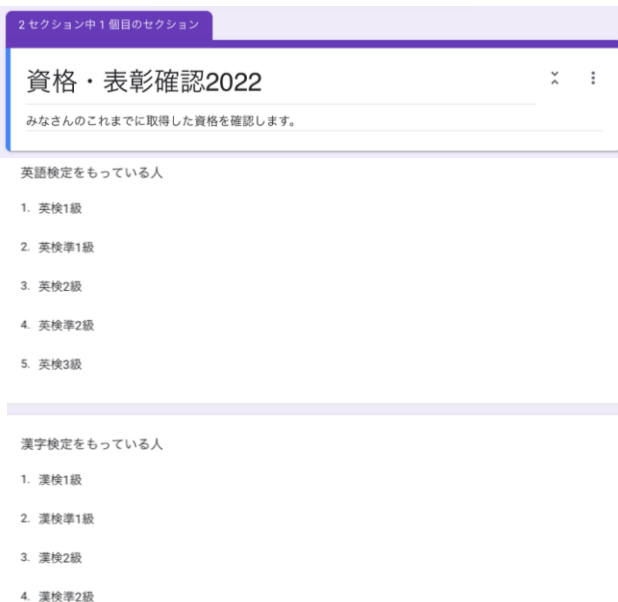 2 セクション中 1 個目のセクション
資格・表彰確認2022
みなさんのこれまでに取得した資格を確認します。
英語検定をもっている人
1. 英検1級
2. 英検準1級
3. 英検2級
4. 英検準2級
5. 英検3級
漢字検定をもっている人
1. 漢検1級
2. 漢検準1級
3. 漢検2級
4. 漢検準2級